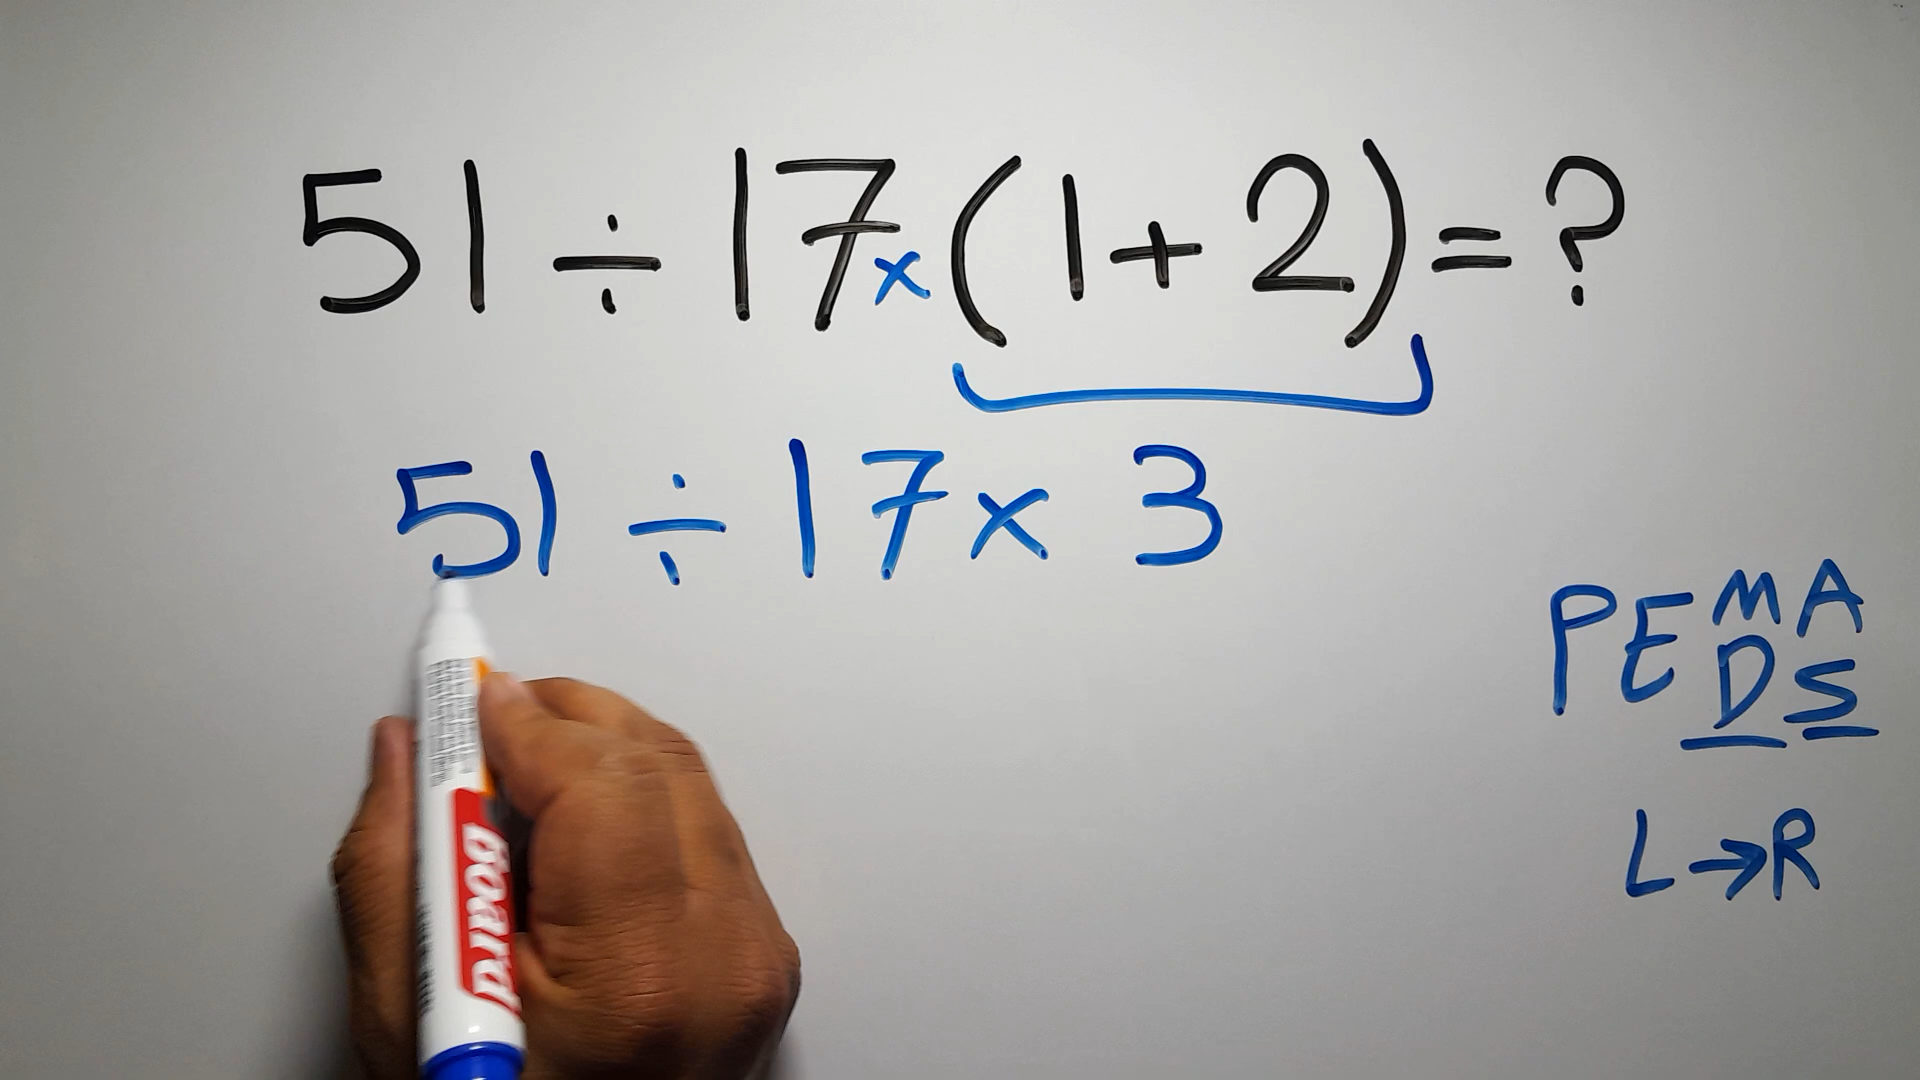 51 ÷ 17×(1+2)=?
51 ÷ 17 × 3
PEMA
DS
L→R
Board